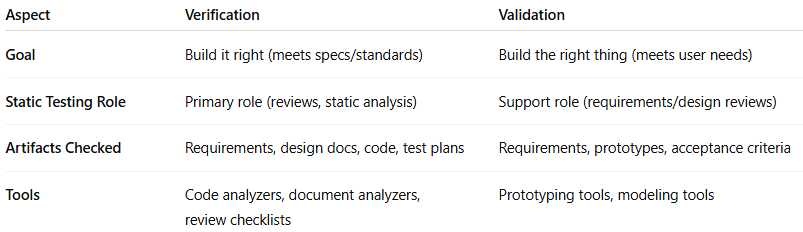 Aspect Verification Validation
Goal Build it right (meets specs/standards) Build the right thing (meets user needs)
Static Testing Role Primary role (reviews, static analysis) Support role (requirements/design reviews)
Artifacts Checked Requirements, design docs, code, test plans Requirements, prototypes, acceptance criteria
Tools Code analyzers, document analyzers, Prototyping tools, modeling tools
review checklists